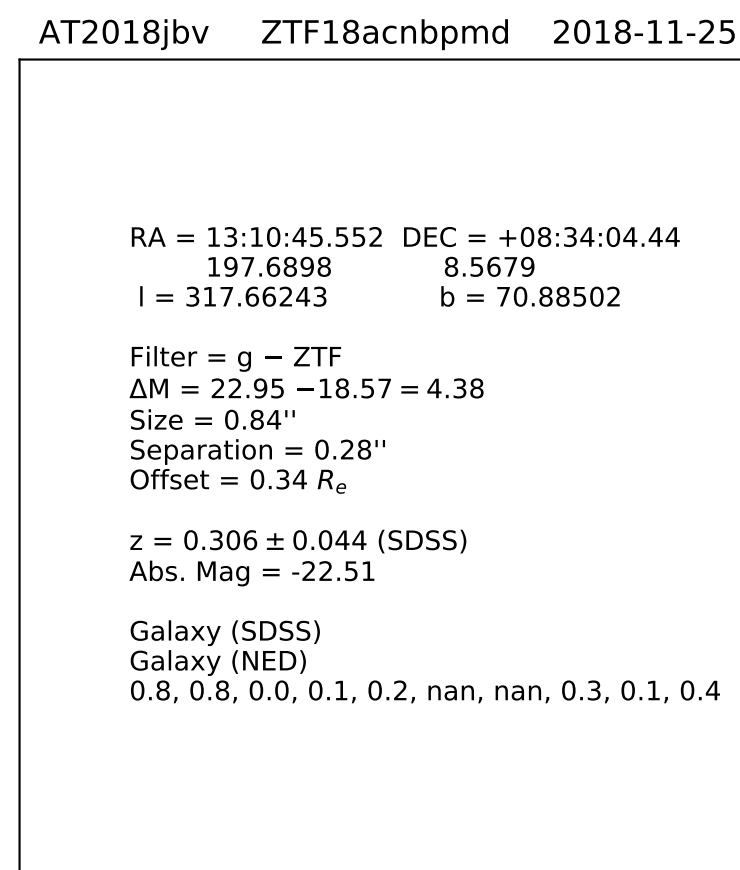 AT2018jbv ZTF18acnbpmd 2018-11-25
RA = 13:10:45.552 DEC = +08:34:04.44
197.6898 8.5679
l = 317.66243 b = 70.88502
Filter = g − ZTF
ΔM = 22.95 −18.57 = 4.38
Size = 0.84''
Separation = 0.28''
Offset = 0.34 Re
z = 0.306 ± 0.044 (SDSS)
Abs. Mag = -22.51
Galaxy (SDSS)
Galaxy (NED)
0.8, 0.8, 0.0, 0.1, 0.2, nan, nan, 0.3, 0.1, 0.4